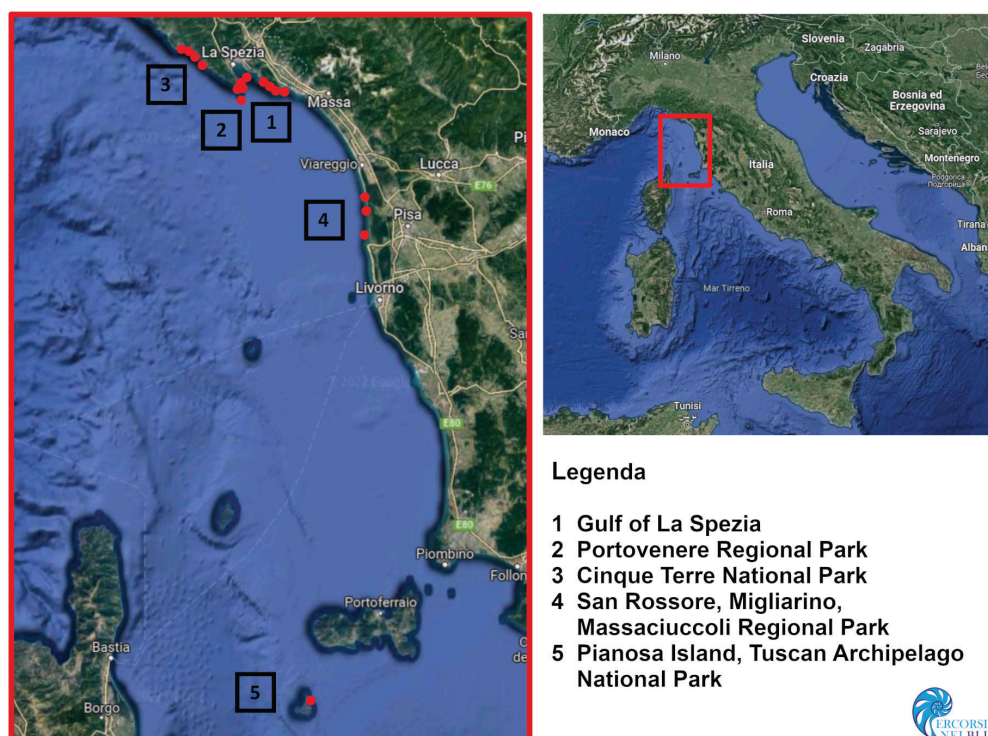 La Spezia
3
Massa
2
1
Viareggio
Lucca
E76
4
Pisa
Livorno
E80
E80
Piombino
Portoferraio
Bastia
5
Borgo
Slovenia
Zagabria
Milano
Croazia
Bosnia ed
Erzegovina
Monaco
Sarajevo
Montenegro
Italia
Podgorica
Подгорица
Roma
Tirana
Mar Tirreno
Tunisi
Legenda
1 Gulf of La Spezia
2 Portovenere Regional Park
3 Cinque Terre National Park
4 San Rossore, Migliarino,
Massaciuccoli Regional Park
5 Pianosa Island, Tuscan Archipelago
National Park
ERCORSI